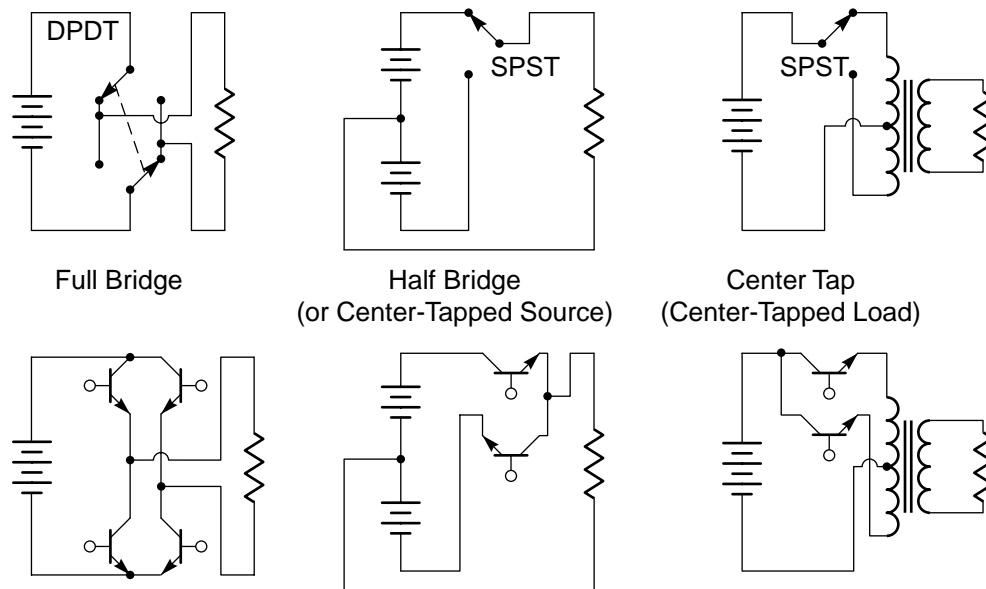 DPDT
SPST
SPST
Full Bridge
Half Bridge
(or Center-Tapped Source)
Center Tap
(Center-Tapped Load)